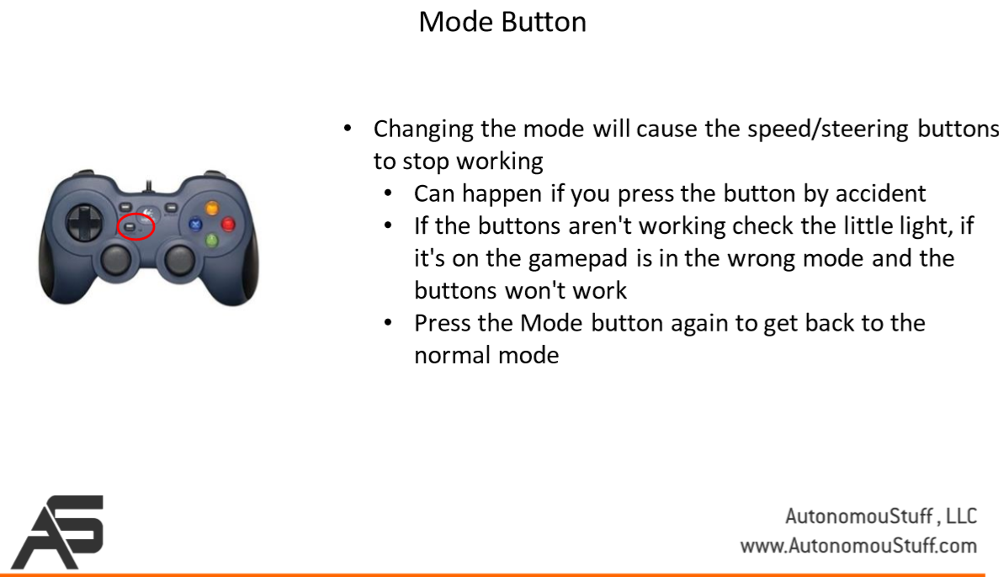 Mode Button
• Changing the mode will cause the speed/steering buttons
to stop working
• Can happen if you press the button by accident
• If the buttons aren't working check the little light, if
it's on the gamepad is in the wrong mode and the
buttons won't work
• Press the Mode button again to get back to the
normal mode
AS
AutonomouStuff , LLC
www.AutonomouStuff.com